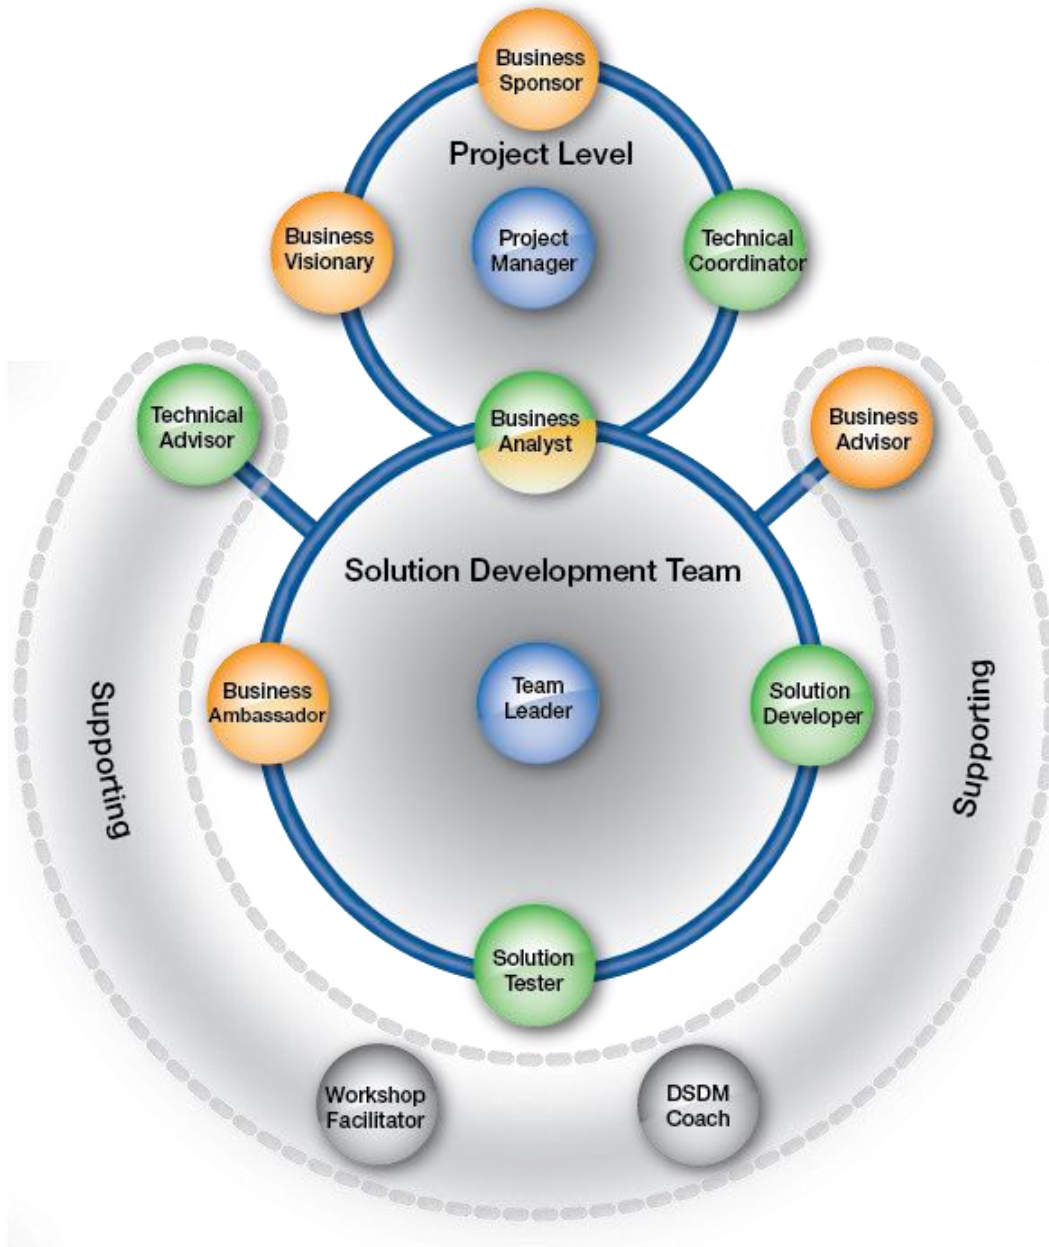 Business
Sponsor
Project Level
Business
Visionary
Project
Manager
Technical
Coordinator
Technical
Advisor
Business
Analyst
Business
Advisor
Solution Development Team
Supporting
Business
Ambassador
Team
Leader
Solution
Developer
Supporting
Solution
Tester
Workshop
Facilitator
DSDM
Coach